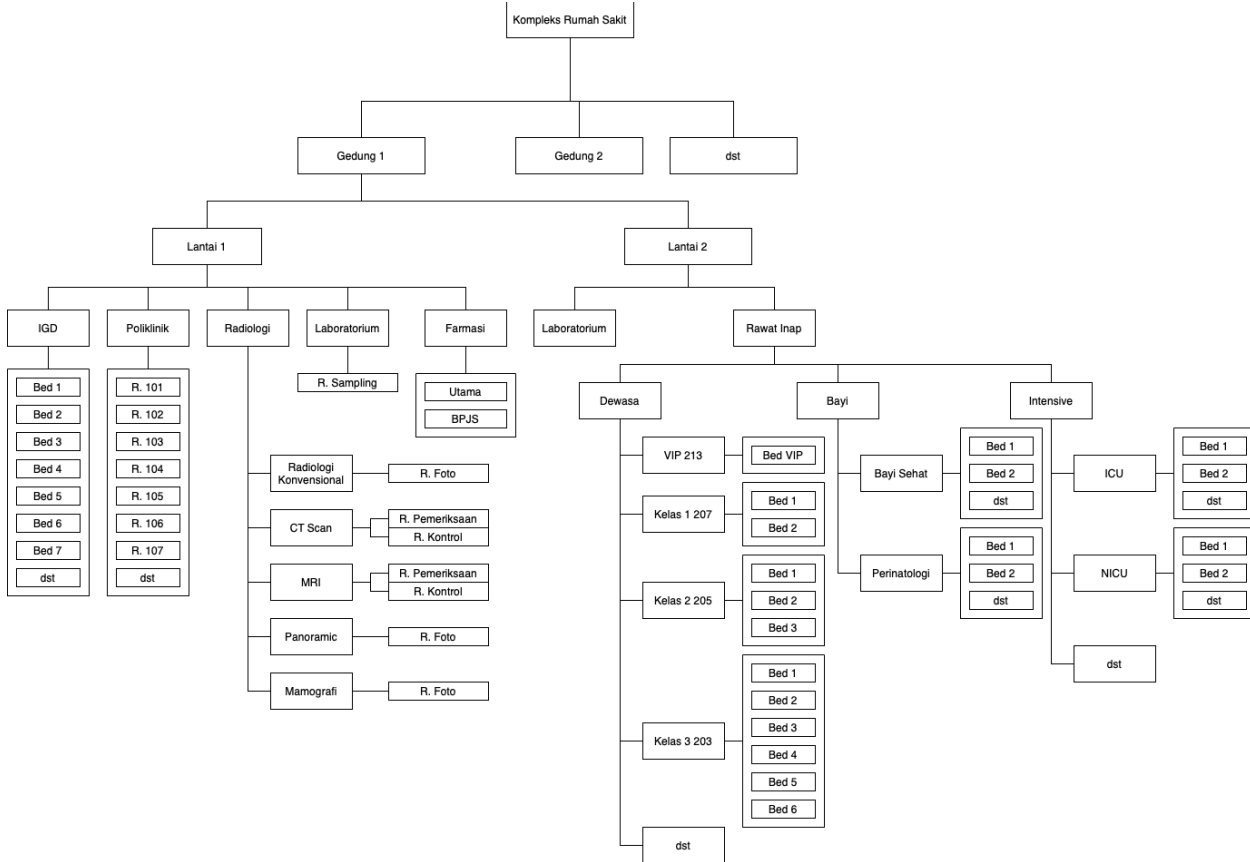 Kompleks Rumah Sakit
Gedung 1
Gedung 2
dst
Lantai 1
Lantai 2
IGD
Poliklinik
Radiologi
Laboratorium
Farmasi
Laboratorium
Rawat Inap
Bed 1
Bed 2
Bed 3
Bed 4
Bed 5
Bed 6
Bed 7
dst
R. 101
R. 102
R. 103
R. 104
R. 105
R. 106
R. 107
dst
Radiologi
Konvensional
R. Foto
CT Scan
R. Pemeriksaan
R. Kontrol
MRI
R. Pemeriksaan
R. Kontrol
Panoramic
R. Foto
Mamografi
R. Foto
R. Sampling
Utama
BPJS
Dewasa
Bayi
Intensive
VIP 213
Bed VIP
Kelas 1 207
Bed 1
Bed 2
Kelas 2 205
Bed 1
Bed 2
Bed 3
Kelas 3 203
Bed 1
Bed 2
Bed 3
Bed 4
Bed 5
Bed 6
dst
Bayi Sehat
Bed 1
Bed 2
dst
Perinatologi
Bed 1
Bed 2
dst
ICU
Bed 1
Bed 2
dst
NICU
Bed 1
Bed 2
dst
dst